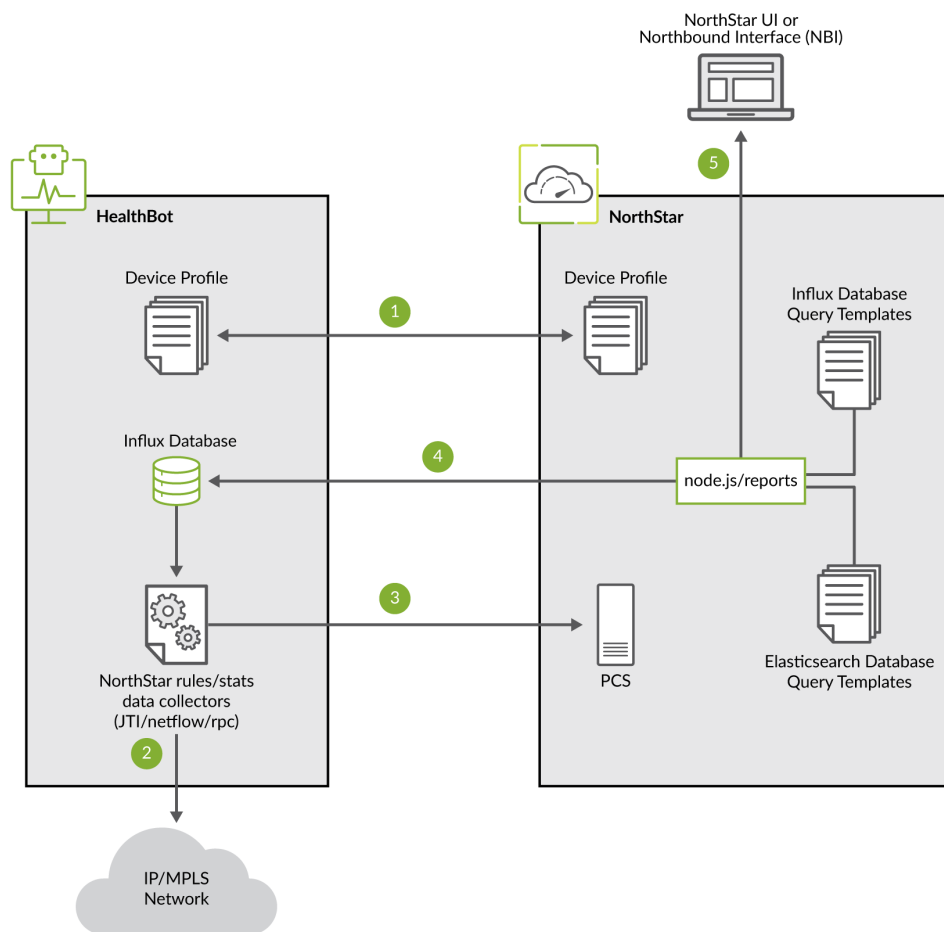 NorthStar UI or
Northbound Interface (NBI)
5
HealthBot
NorthStar
Device Profile
Device Profile
Influx Database
Query Templates
1
Influx Database
4
node.js/reports
3
NorthStar rules/stats
data collectors
(JTI/netflow/rpc)
PCS
Elasticsearch Database
Query Templates
2
IP/MPLS
Network